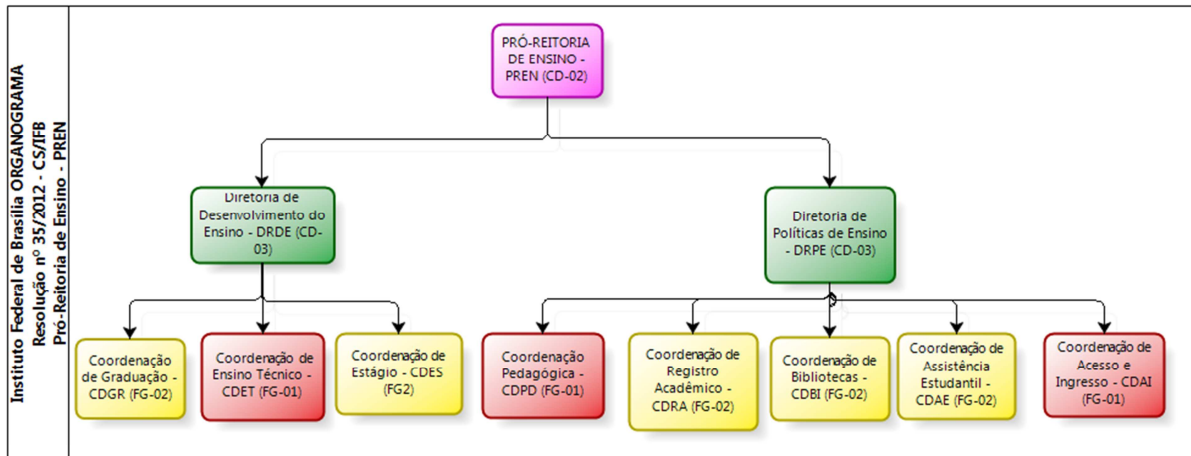 Instituto Federal de Brasília ORGANOGRAMA
Resolução nº 35/2012 - CS/IFB
Pró-Reitoria de Ensino - PREN
PRÓ-REITORIA
DE ENSINO -
PREN (CD-02)
Diretoria de
Desenvolvimento do
Ensino - DRDE (CD-
03)
Diretoria de
Políticas de Ensino
- DRPE (CD-03)
Coordenação
de Graduação -
CDGR (FG-02)
Coordenação de
Ensino Técnico -
CDET (FG-01)
Coordenação de
Estágio - CDES
(FG2)
Coordenação
Pedagógica -
CDPD (FG-01)
Coordenação de
Registro
Acadêmico -
CDRA (FG-02)
Coordenação de
Bibliotecas -
CDBI (FG-02)
Coordenação de
Assistência
Estudantil -
CDAE (FG-02)
Coordenação de
Acesso e
Ingresso - CDAI
(FG-01)